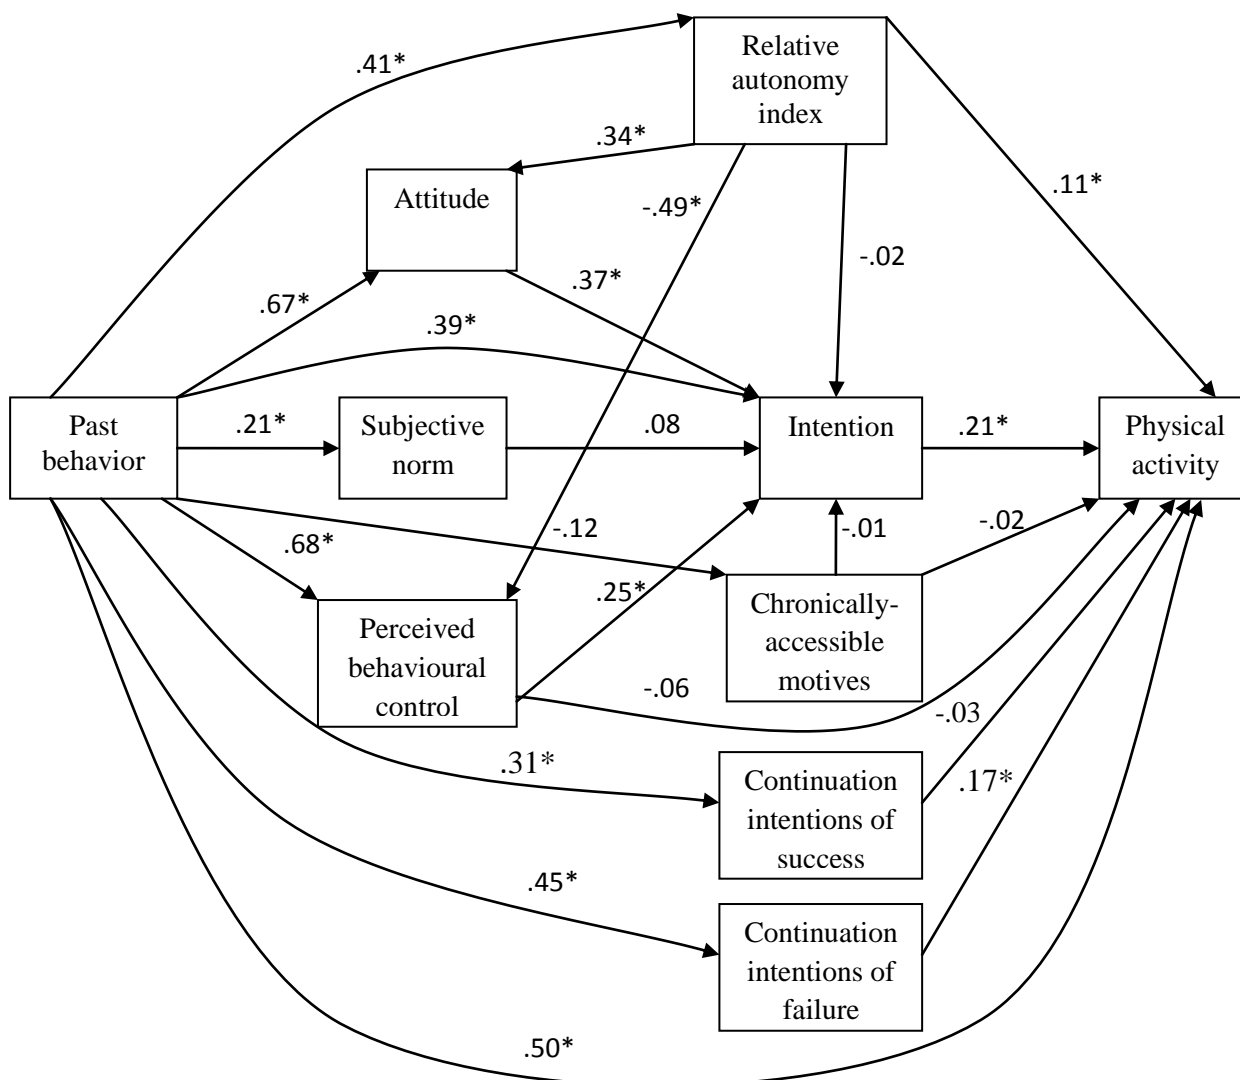 Relative
autonomy
index
.41*
.34*
Attitude
-.49*
.11*
-.02
.37*
.67*
.39*
Past
behavior
.21*
Subjective
norm
.08
Intention
.21*
Physical
activity
-.12
-.01
-.02
.68*
.25*
Perceived
behavioural
control
Chronically-
accessible
motives
-.06
-.03
.31*
Continuation
intentions of
success
.17*
.45*
Continuation
intentions of
failure
.50*